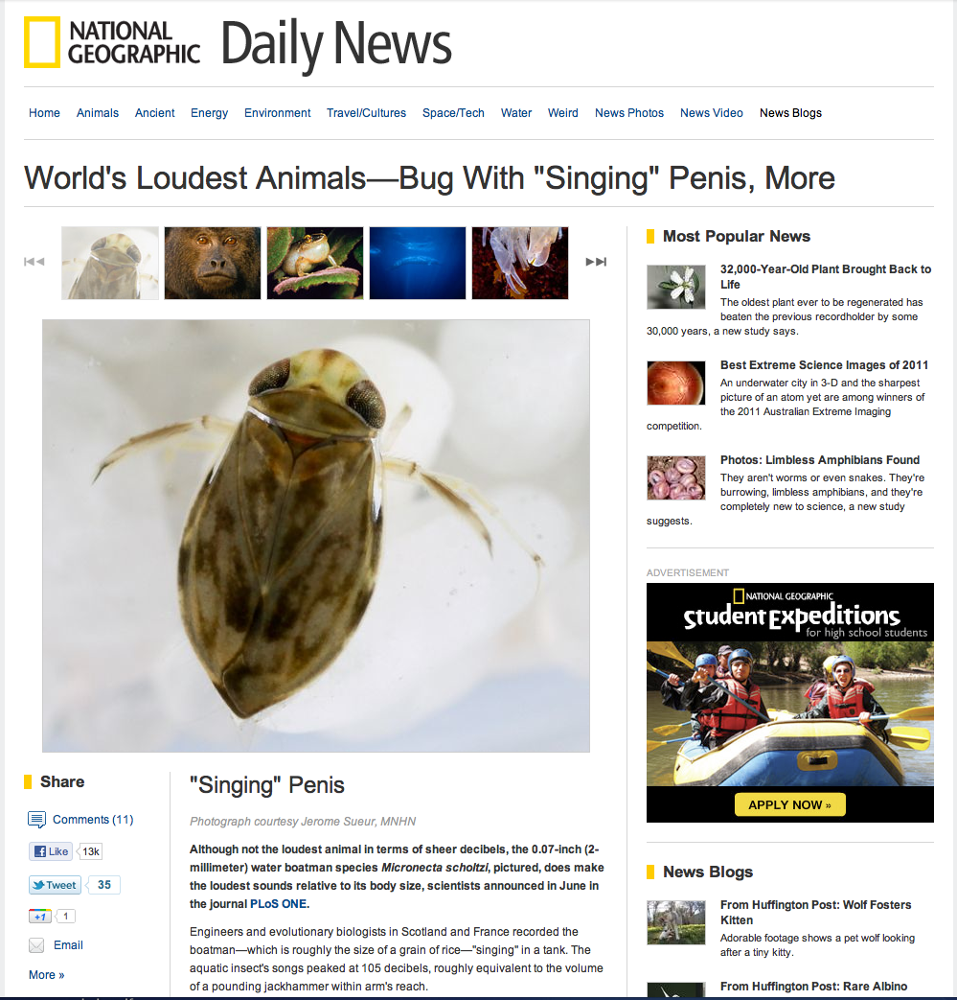 NATIONAL
GEOGRAPHIC
Daily News
Home Animals Ancient Energy Environment Travel/Cultures Space/Tech Water Weird News Photos News Video News Blogs
World's Loudest Animals—Bug With "Singing" Penis, More
Share
Comments (11)
Like 13k
Tweet 35
+1 1
Email
More »
"Singing" Penis
Photograph courtesy Jerome Sueur, MNHN
Although not the loudest animal in terms of sheer decibels, the 0.07-inch (2-
millimeter) water boatman species Micronecta scholtzi, pictured, does make
the loudest sounds relative to its body size, scientists announced in June in
the journal PLoS ONE.
Engineers and evolutionary biologists in Scotland and France recorded the
boatman—which is roughly the size of a grain of rice—"singing" in a tank. The
aquatic insect's songs peaked at 105 decibels, roughly equivalent to the volume
of a pounding jackhammer within arm's reach.
Most Popular News
32,000-Year-Old Plant Brought Back to
Life
The oldest plant ever to be regenerated has
beaten the previous recordholder by some
30,000 years, a new study says.
Best Extreme Science Images of 2011
An underwater city in 3-D and the sharpest
picture of an atom yet are among winners of
the 2011 Australian Extreme Imaging
competition.
Photos: Limbless Amphibians Found
They aren't worms or even snakes. They're
burrowing, limbless amphibians, and they're
completely new to science, a new study
suggests.
ADVERTISEMENT
NATIONAL GEOGRAPHIC
Student Expeditions
for high school students
APPLY NOW »
News Blogs
From Huffington Post: Wolf Fosters
Kitten
Adorable footage shows a pet wolf looking
after a tiny kitty.
From Huffington Post: Rare Albino